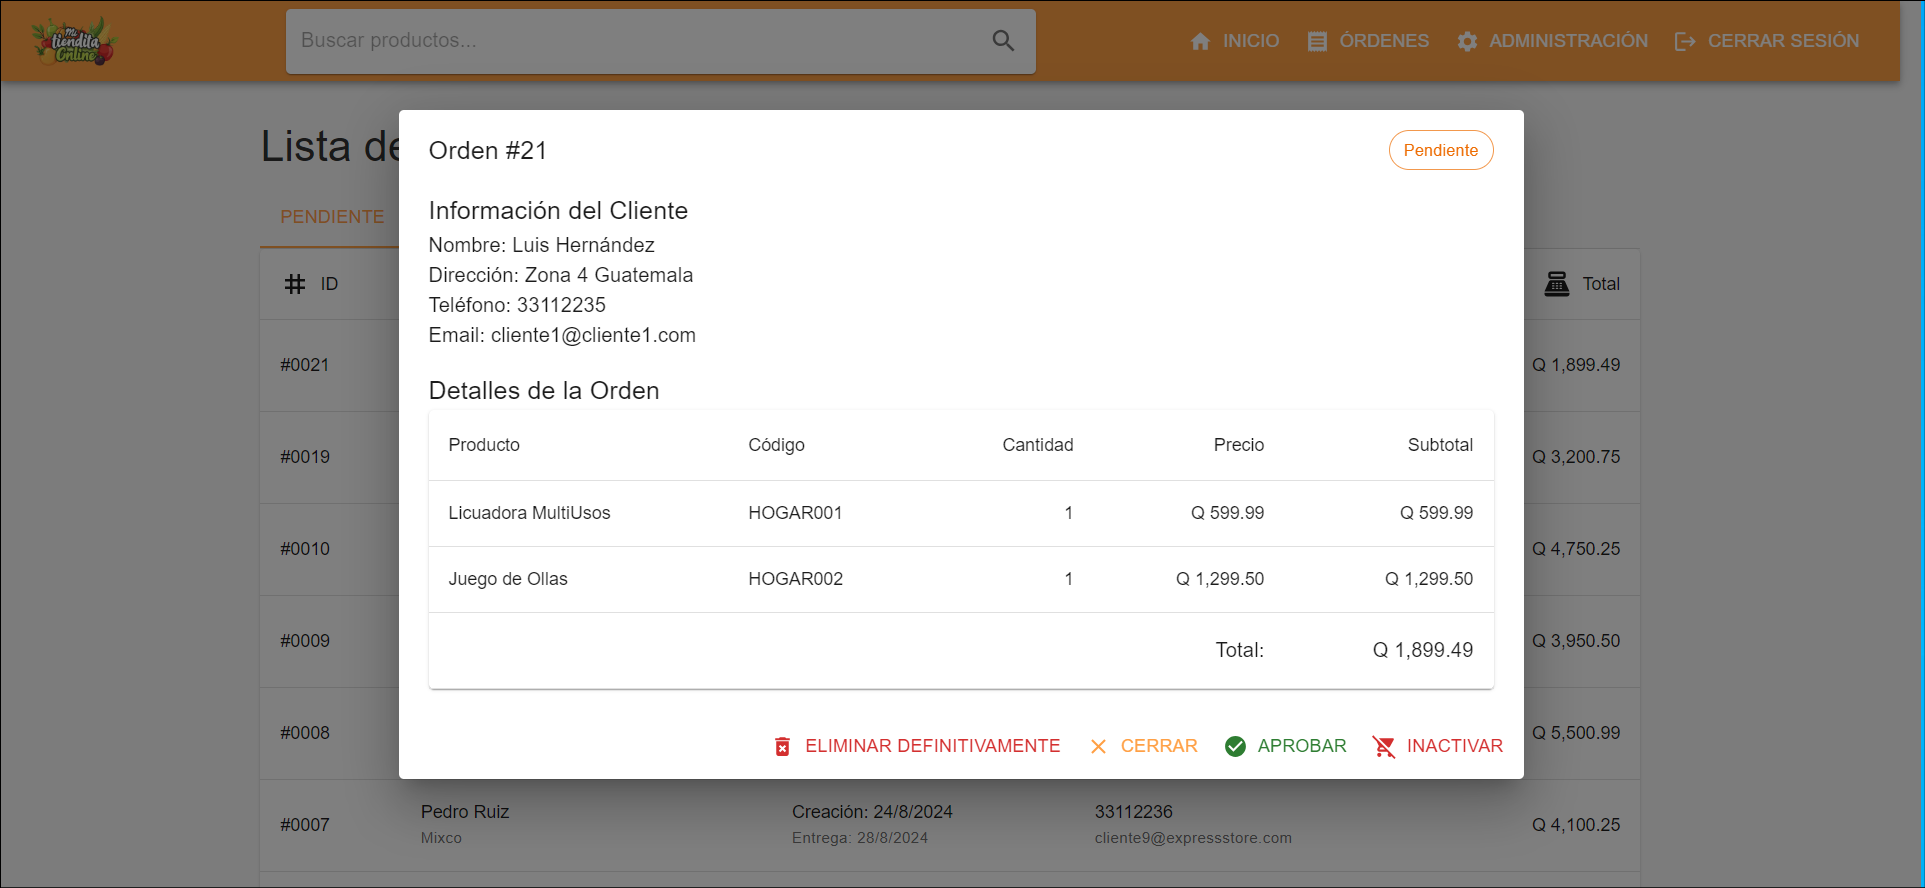 Mi
tiendita
Online
Buscar productos...
INICIO
ÓRDENES
ADMINISTRACIÓN
CERRAR SESIÓN
Lista de
PENDIENTE
ID
Total
#0021
Q 1,899.49
#0019
Q 3,200.75
#0010
Q 4,750.25
#0009
Q 3,950.50
#0008
Q 5,500.99
Orden #21
Pendiente
Información del Cliente
Nombre: Luis Hernández
Dirección: Zona 4 Guatemala
Teléfono: 33112235
Email: cliente1@cliente1.com
Detalles de la Orden
Producto Código Cantidad Precio Subtotal
Licuadora MultiUsos HOGAR001 1 Q 599.99 Q 599.99
Juego de Ollas HOGAR002 1 Q 1,299.50 Q 1,299.50
Total: Q 1,899.49
ELIMINAR DEFINITIVAMENTE
CERRAR
APROBAR
INACTIVAR
#0007
Pedro Ruiz
Mixco
Creación: 24/8/2024
Entrega: 28/8/2024
33112236
cliente9@expressstore.com
Q 4,100.25